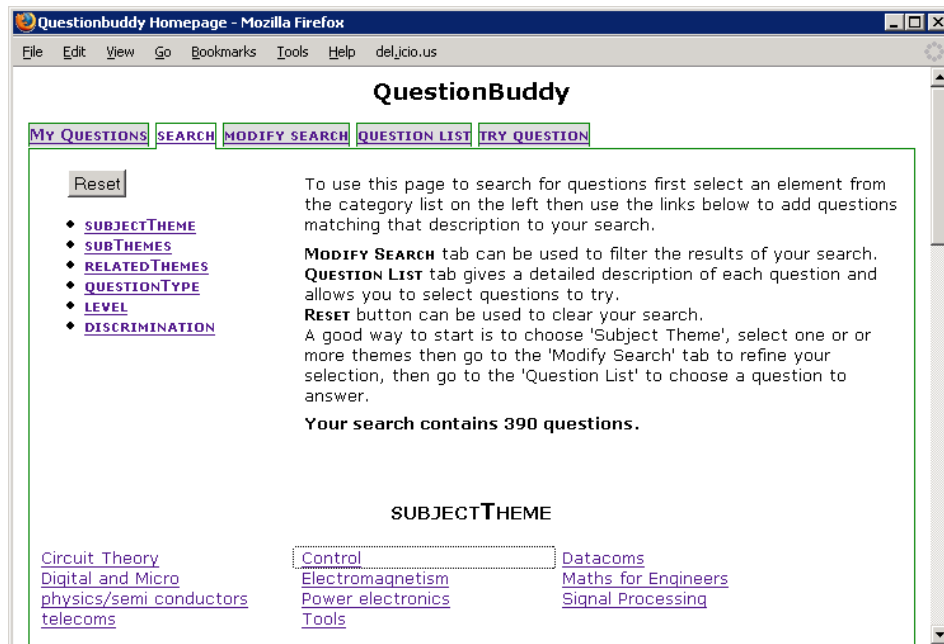 Questionbuddy Homepage - Mozilla Firefox
File Edit View Go Bookmarks Tools Help del.icio.us
QuestionBuddy
My Questions search modify search question list try question
Reset
subjectTheme
subThemes
relatedThemes
questionType
level
discrimination
To use this page to search for questions first select an element from
the category list on the left then use the links below to add questions
matching that description to your search.
Modify Search tab can be used to filter the results of your search.
Question List tab gives a detailed description of each question and
allows you to select questions to try.
Reset button can be used to clear your search.
A good way to start is to choose 'Subject Theme', select one or or
more themes then go to the 'Modify Search' tab to refine your
selection, then go to the 'Question List' to choose a question to
answer.
Your search contains 390 questions.
subjectTheme
Circuit Theory Control Datacoms
Digital and Micro Electromagnetism Maths for Engineers
physics/semi conductors Power electronics Signal Processing
telecoms Tools